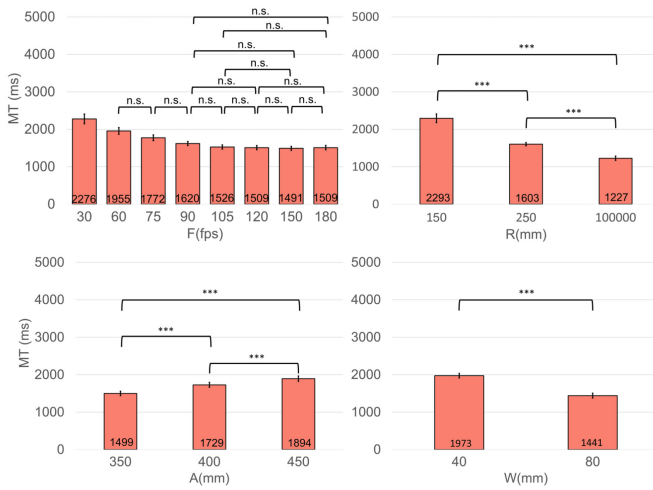 5000
4000
3000
2000
1000
0
MT (ms)
n.s.
n.s.
n.s.
n.s.
n.s. n.s.
n.s. n.s. n.s. n.s. n.s. n.s.
2276 1955 1772 1620 1526 1509 1491 1509
30 60 75 90 105 120 150 180
F(fps)
5000
4000
3000
2000
1000
0
***
*** ***
2293 1603 1227
150 250 100000
R(mm)
5000
4000
3000
2000
1000
0
MT (ms)
***
*** ***
1499 1729 1894
350 400 450
A(mm)
5000
4000
3000
2000
1000
0
***
1973 1441
40 80
W(mm)